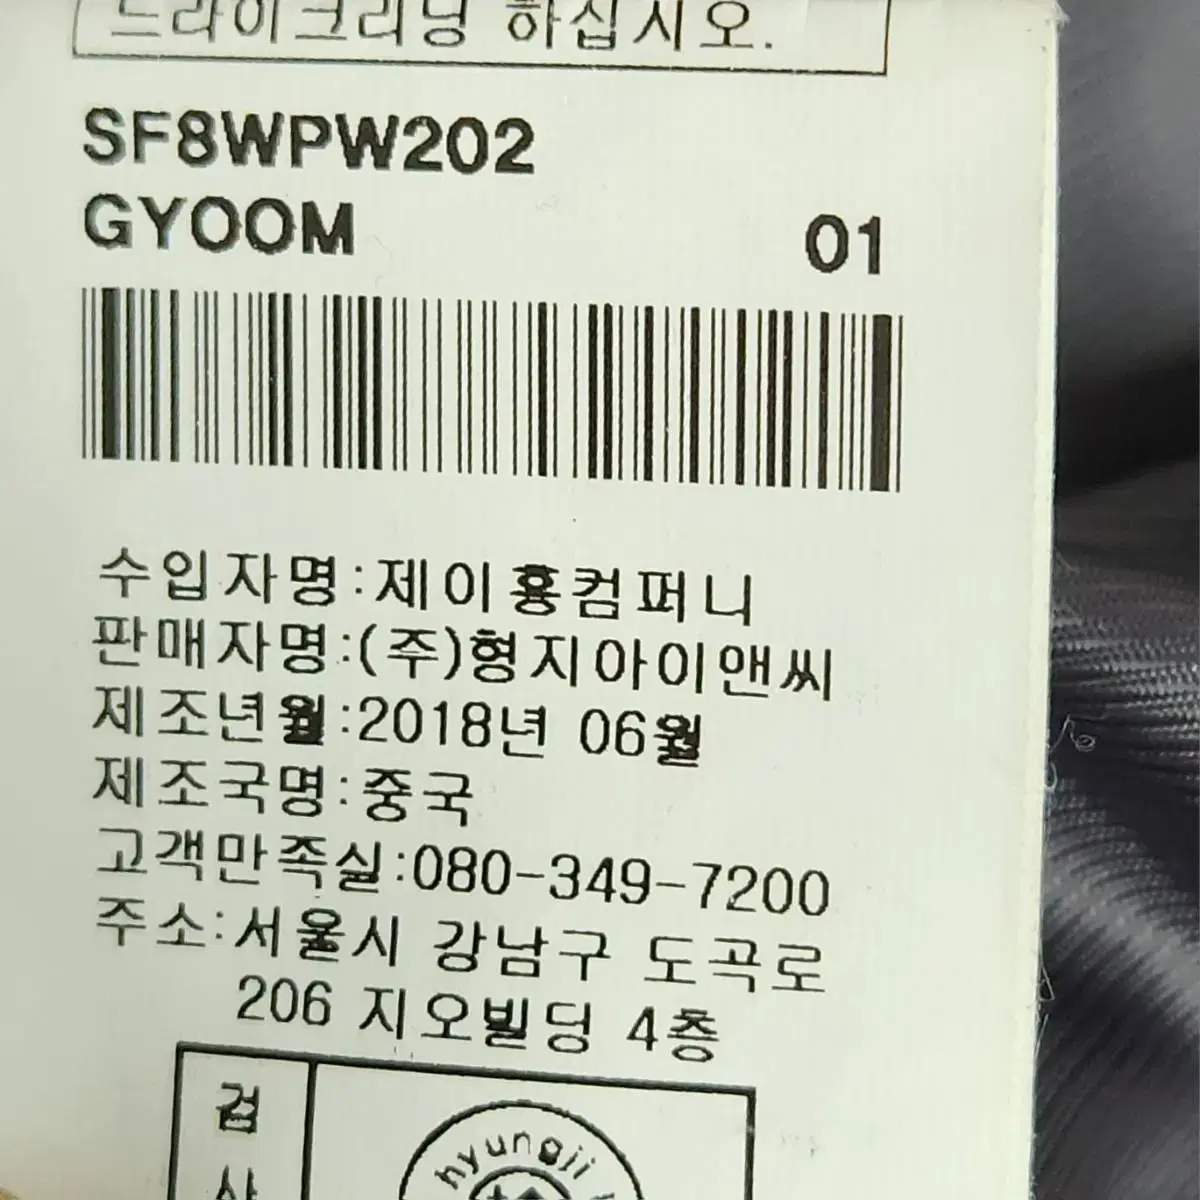 드라이크리닝 하십시오.
SF8WPW202
GYOOM 01
수입자명:제이흥컴퍼니
판매자명:(주)형지아이앤씨
제조년월:2018년 06월
제조국명:중국
고객만족실:080-349-7200
주소:서울시 강남구 도곡로
206 지오빌딩 4층
검
사
hyungji